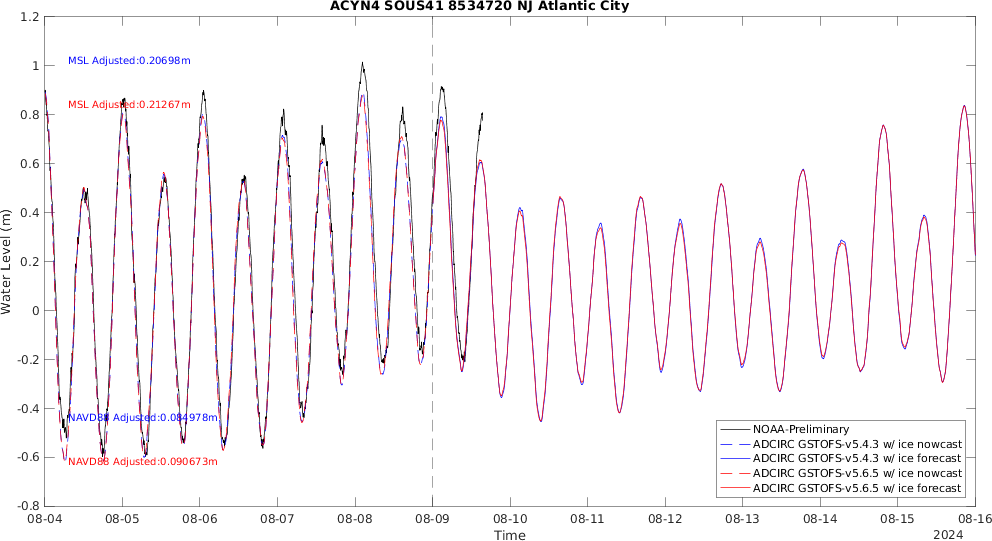 ACYN4 SOUS41 8534720 NJ Atlantic City
1.2
1
0.8
0.6
0.4
0.2
0
-0.2
-0.4
-0.6
-0.8
Water Level (m)
MSL Adjusted:0.20698m
MSL Adjusted:0.21267m
NAVD88 Adjusted:0.084978m
NAVD88 Adjusted:0.090673m
NOAA-Preliminary
ADCIRC GSTOFS-v5.4.3 w/ ice nowcast
ADCIRC GSTOFS-v5.4.3 w/ ice forecast
ADCIRC GSTOFS-v5.6.5 w/ ice nowcast
ADCIRC GSTOFS-v5.6.5 w/ ice forecast
08-04 08-05 08-06 08-07 08-08 08-09 08-10 08-11 08-12 08-13 08-14 08-15 08-16
Time
2024